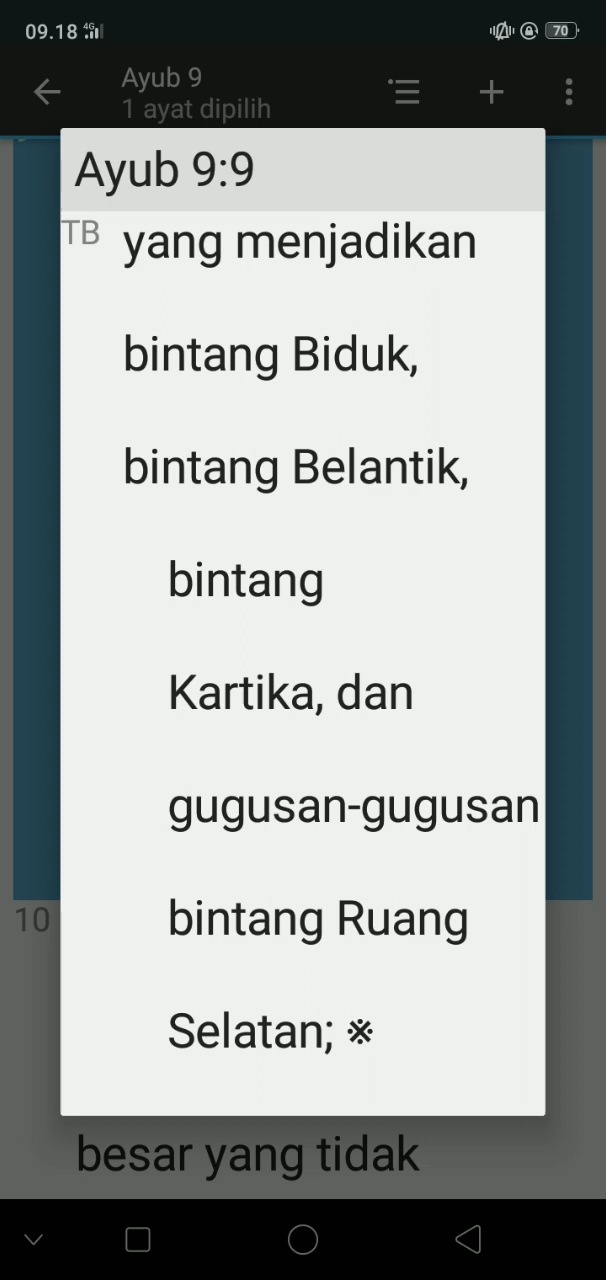 09.18 4G 70
Ayub 9
1 ayat dipilih
Ayub 9:9
TB yang menjadikan
bintang Biduk,
bintang Belantik,
bintang
Kartika, dan
gugusan-gugusan
bintang Ruang
Selatan; ※
10
besar yang tidak